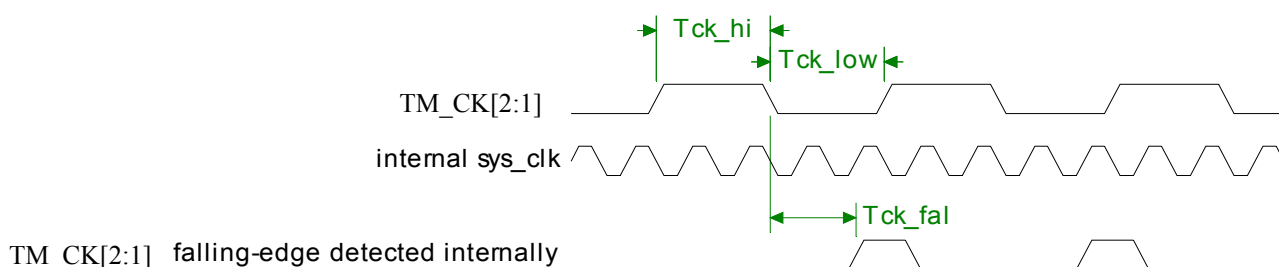 Tck_hi
Tck_low
TM_CK[2:1]
internal sys_clk
Tck_fal
TM_CK[2:1] falling-edge detected internally